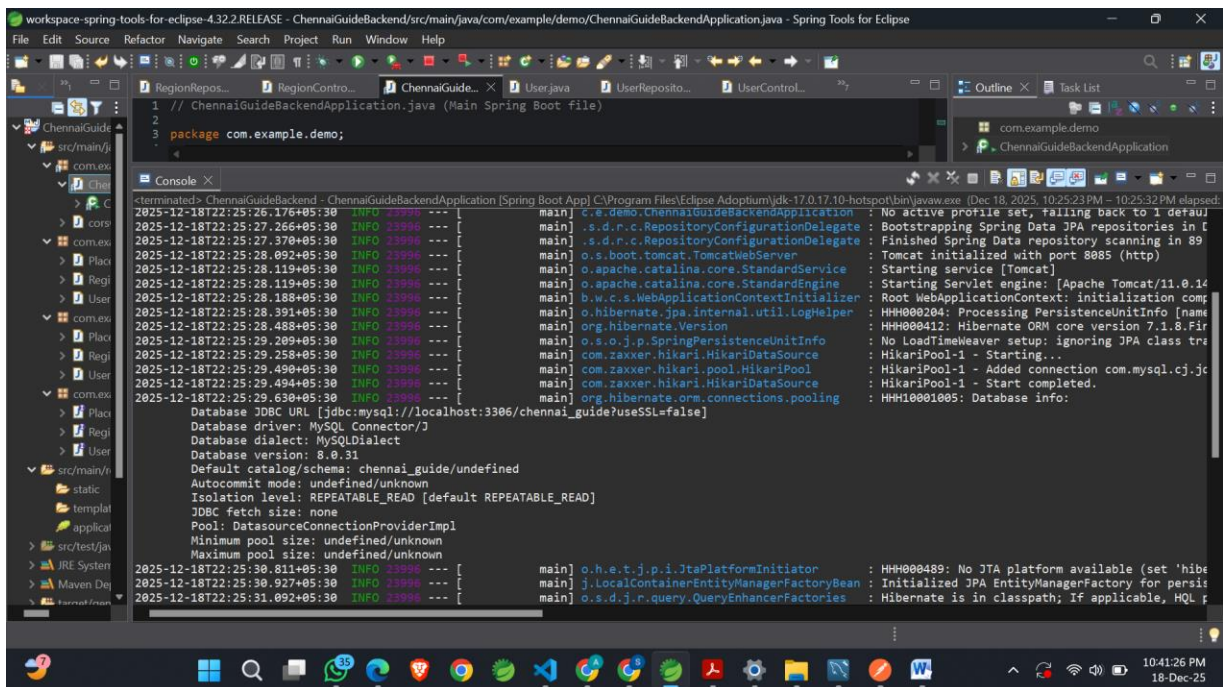 workspace-spring-tools-for-eclipse-4.32.2.RELEASE - ChennaiGuideBackend/src/main/java/com/example/demo/ChennaiGuideBackendApplication.java - Spring Tools for Eclipse
File Edit Source Refactor Navigate Search Project Run Window Help
RegionRepos... RegionContro... ChennaiGuide... User.java UserReposito... UserControl... Outline Task List
1 // ChennaiGuideBackendApplication.java (Main Spring Boot file)
2
3 package com.example.demo;
com.example.demo
ChennaiGuideBackendApplication
ChennaiGuide
src/main/ja
com.exa
Cher
C
cors
com.exa
Place
Regi
User
com.exa
Place
Regi
User
com.exa
Place
Regi
User
src/main/r
static
templat
applicat
src/test/jav
JRE System
Maven Dep
target/gen
Console
<terminated> ChennaiGuideBackend - ChennaiGuideBackendApplication [Spring Boot App] C:\Program Files\Eclipse Adoptium\jdk-17.0.17.10-hotspot\bin\javaw.exe (Dec 18, 2025, 10:25:23 PM – 10:25:32 PM elapsed:
2025-12-18T22:25:26.176+05:30 INFO 23996 --- [ main] c.e.demo.ChennaiGuideBackendApplication : No active profile set, falling back to 1 defaul
2025-12-18T22:25:27.266+05:30 INFO 23996 --- [ main] .s.d.r.c.RepositoryConfigurationDelegate : Bootstrapping Spring Data JPA repositories in D
2025-12-18T22:25:27.370+05:30 INFO 23996 --- [ main] .s.d.r.c.RepositoryConfigurationDelegate : Finished Spring Data repository scanning in 89
2025-12-18T22:25:28.092+05:30 INFO 23996 --- [ main] o.s.boot.tomcat.TomcatWebServer : Tomcat initialized with port 8085 (http)
2025-12-18T22:25:28.119+05:30 INFO 23996 --- [ main] o.apache.catalina.core.StandardService : Starting service [Tomcat]
2025-12-18T22:25:28.119+05:30 INFO 23996 --- [ main] o.apache.catalina.core.StandardEngine : Starting Servlet engine: [Apache Tomcat/11.0.14
2025-12-18T22:25:28.188+05:30 INFO 23996 --- [ main] b.w.c.s.WebApplicationContextInitializer : Root WebApplicationContext: initialization comp
2025-12-18T22:25:28.391+05:30 INFO 23996 --- [ main] o.hibernate.jpa.internal.util.LogHelper : HHH000204: Processing PersistenceUnitInfo [name
2025-12-18T22:25:28.488+05:30 INFO 23996 --- [ main] org.hibernate.Version : HHH000412: Hibernate ORM core version 7.1.8.Fin
2025-12-18T22:25:29.209+05:30 INFO 23996 --- [ main] o.s.o.j.p.SpringPersistenceUnitInfo : No LoadTimeWeaver setup: ignoring JPA class tra
2025-12-18T22:25:29.258+05:30 INFO 23996 --- [ main] com.zaxxer.hikari.HikariDataSource : HikariPool-1 - Starting...
2025-12-18T22:25:29.490+05:30 INFO 23996 --- [ main] com.zaxxer.hikari.pool.HikariPool : HikariPool-1 - Added connection com.mysql.cj.jd
2025-12-18T22:25:29.494+05:30 INFO 23996 --- [ main] com.zaxxer.hikari.HikariDataSource : HikariPool-1 - Start completed.
2025-12-18T22:25:29.630+05:30 INFO 23996 --- [ main] org.hibernate.orm.connections.pooling : HHH10001005: Database info:
Database JDBC URL [jdbc:mysql://localhost:3306/chennai_guide?useSSL=false]
Database driver: MySQL Connector/J
Database dialect: MySQLDialect
Database version: 8.0.31
Default catalog/schema: chennai_guide/undefined
Autocommit mode: undefined/unknown
Isolation level: REPEATABLE_READ [default REPEATABLE_READ]
JDBC fetch size: none
Pool: DatasourceConnectionProviderImpl
Minimum pool size: undefined/unknown
Maximum pool size: undefined/unknown
2025-12-18T22:25:30.811+05:30 INFO 23996 --- [ main] o.h.e.t.j.p.i.JtaPlatformInitiator : HHH000489: No JTA platform available (set 'hibe
2025-12-18T22:25:30.927+05:30 INFO 23996 --- [ main] j.LocalContainerEntityManagerFactoryBean : Initialized JPA EntityManagerFactory for persis
2025-12-18T22:25:31.092+05:30 INFO 23996 --- [ main] o.s.d.j.r.query.QueryEnhancerFactories : Hibernate is in classpath; If applicable, HQL p
35
10:41:26 PM
18-Dec-25